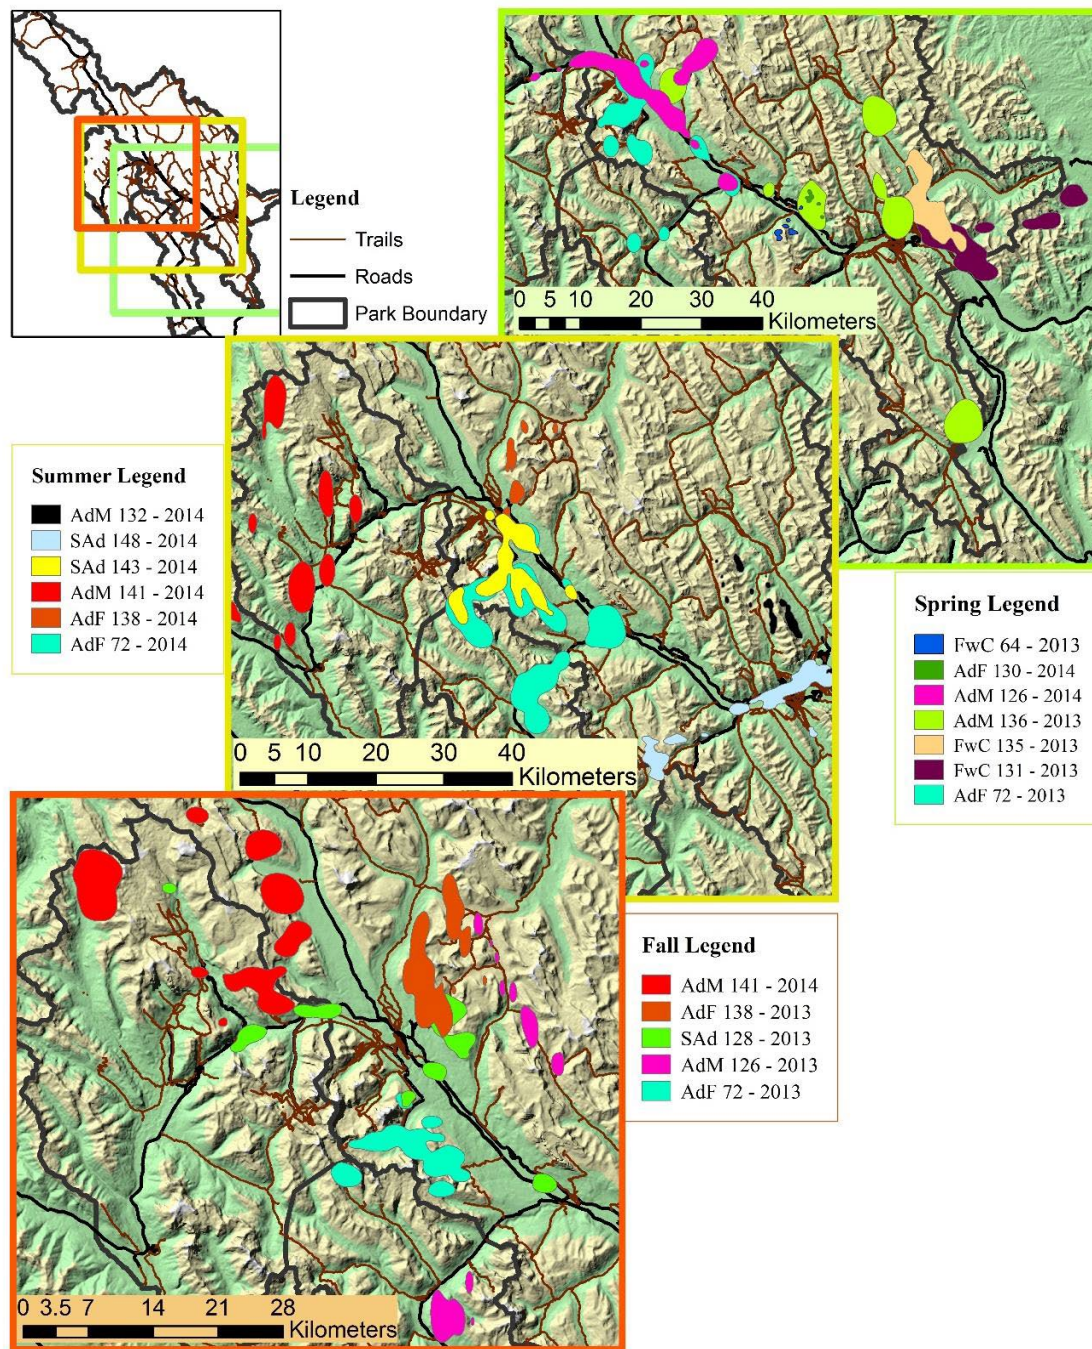 Legend
Trails
Roads
Park Boundary
0 5 10 20 30 40
Kilometers
Summer Legend
AdM 132 - 2014
SAd 148 - 2014
SAd 143 - 2014
AdM 141 - 2014
AdF 138 - 2014
AdF 72 - 2014
0 5 10 20 30 40
Kilometers
Spring Legend
FwC 64 - 2013
AdF 130 - 2014
AdM 126 - 2014
AdM 136 - 2013
FwC 135 - 2013
FwC 131 - 2013
AdF 72 - 2013
Fall Legend
AdM 141 - 2014
AdF 138 - 2013
SAd 128 - 2013
AdM 126 - 2013
AdF 72 - 2013
0 3.5 7 14 21 28
Kilometers